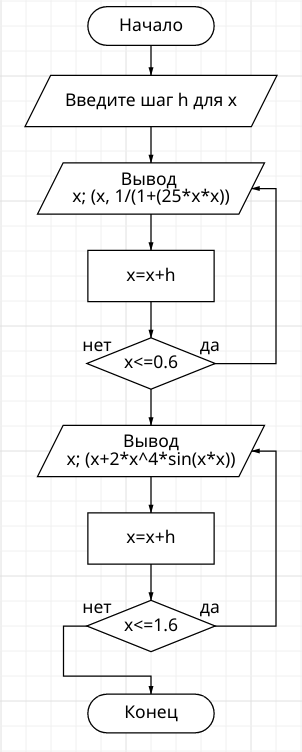 Начало
Введите шаг h для x
Вывод
x; (x, 1/(1+(25*x*x))
x=x+h
нет
да
x<=0.6
Вывод
x; (x+2*x^4*sin(x*x))
x=x+h
нет
да
x<=1.6
Конец